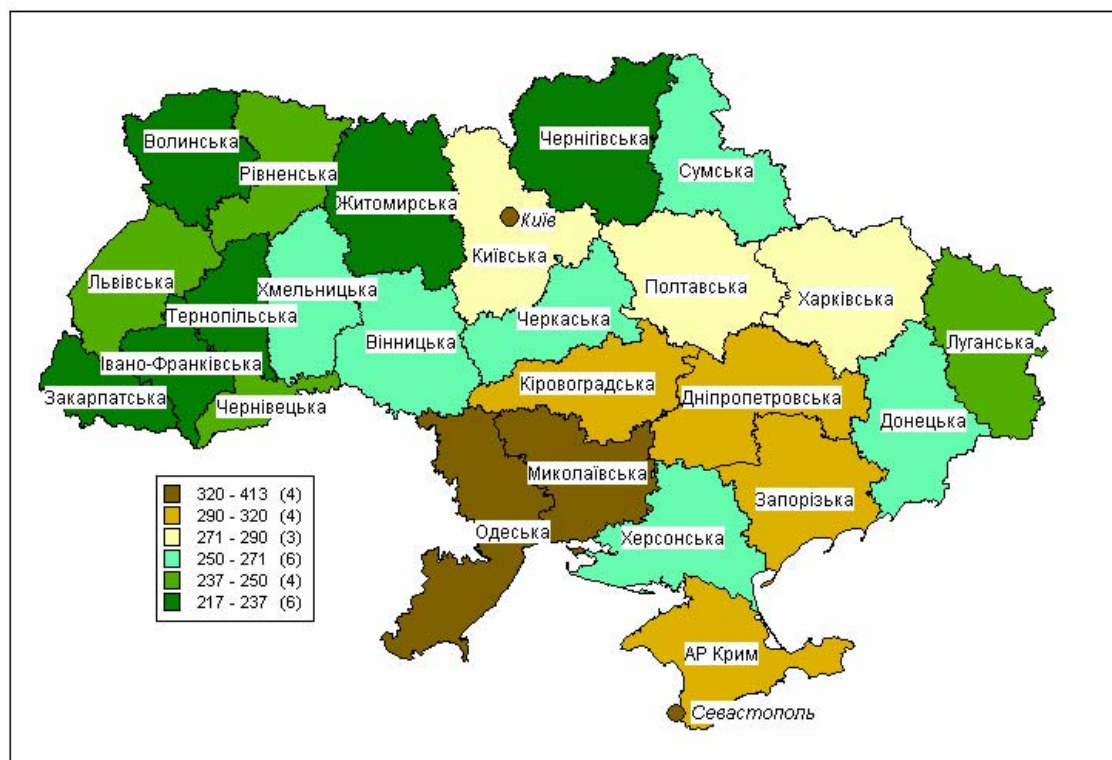 Волинська
Рівненська
Житомирська
Чернігівська
Сумська
Київ
Київська
Львівська
Хмельницька
Тернопільська
Полтавська
Харківська
Черкаська
Вінницька
Луганська
Івано-Франківська
Закарпатська
Чернівецька
Кіровоградська
Дніпропетровська
Донецька
Миколаївська
Запорізька
Одеська
Херсонська
320 - 413 (4)
290 - 320 (4)
271 - 290 (3)
250 - 271 (6)
237 - 250 (4)
217 - 237 (6)
АР Крим
Севастополь